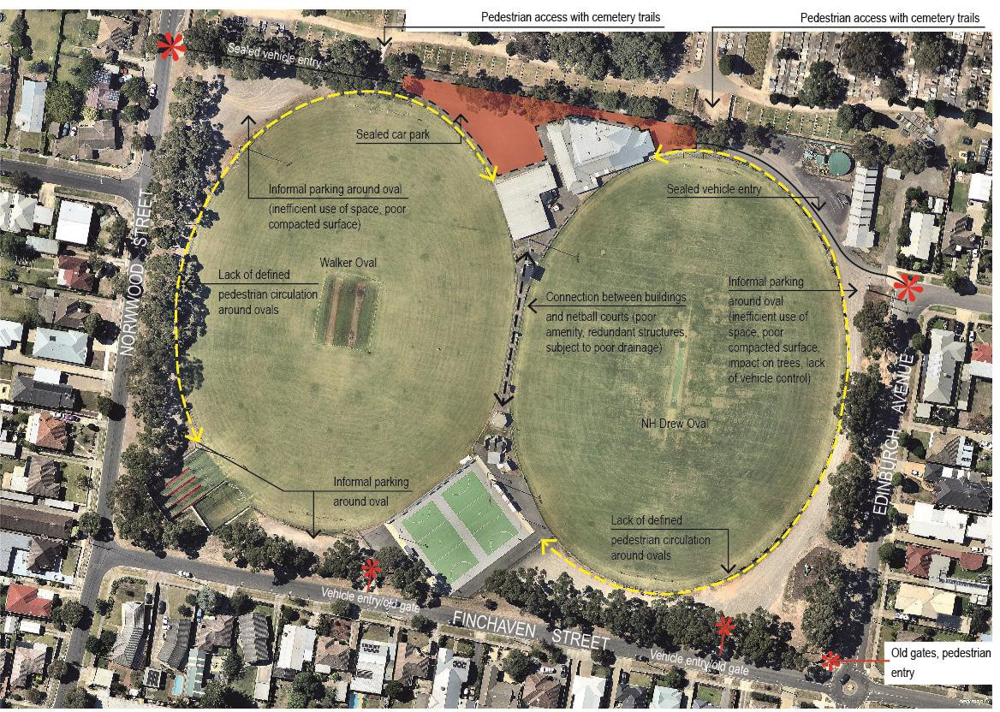 Pedestrian access with cemetery trails
Pedestrian access with cemetery trails
Sealed vehicle entry
Sealed car park
Informal parking around oval
(inefficient use of space, poor
compacted surface)
Sealed vehicle entry
Walker Oval
Lack of defined
pedestrian circulation
around ovals
NORWWOOD STREET
Connection between buildings
and netball courts (poor
amenity, redundant structures,
subject to poor drainage)
Informal parking
around oval
(inefficient use of
space, poor
compacted surface,
impact on trees, lack
of vehicle control)
NH Drew Oval
EDINBURGH AVENUE
Informal parking
around oval
Lack of defined
pedestrian circulation
around ovals
Vehicle entry/old gate
FINCHAVEN STREET
Vehicle entry/old gate
Old gates, pedestrian
entry